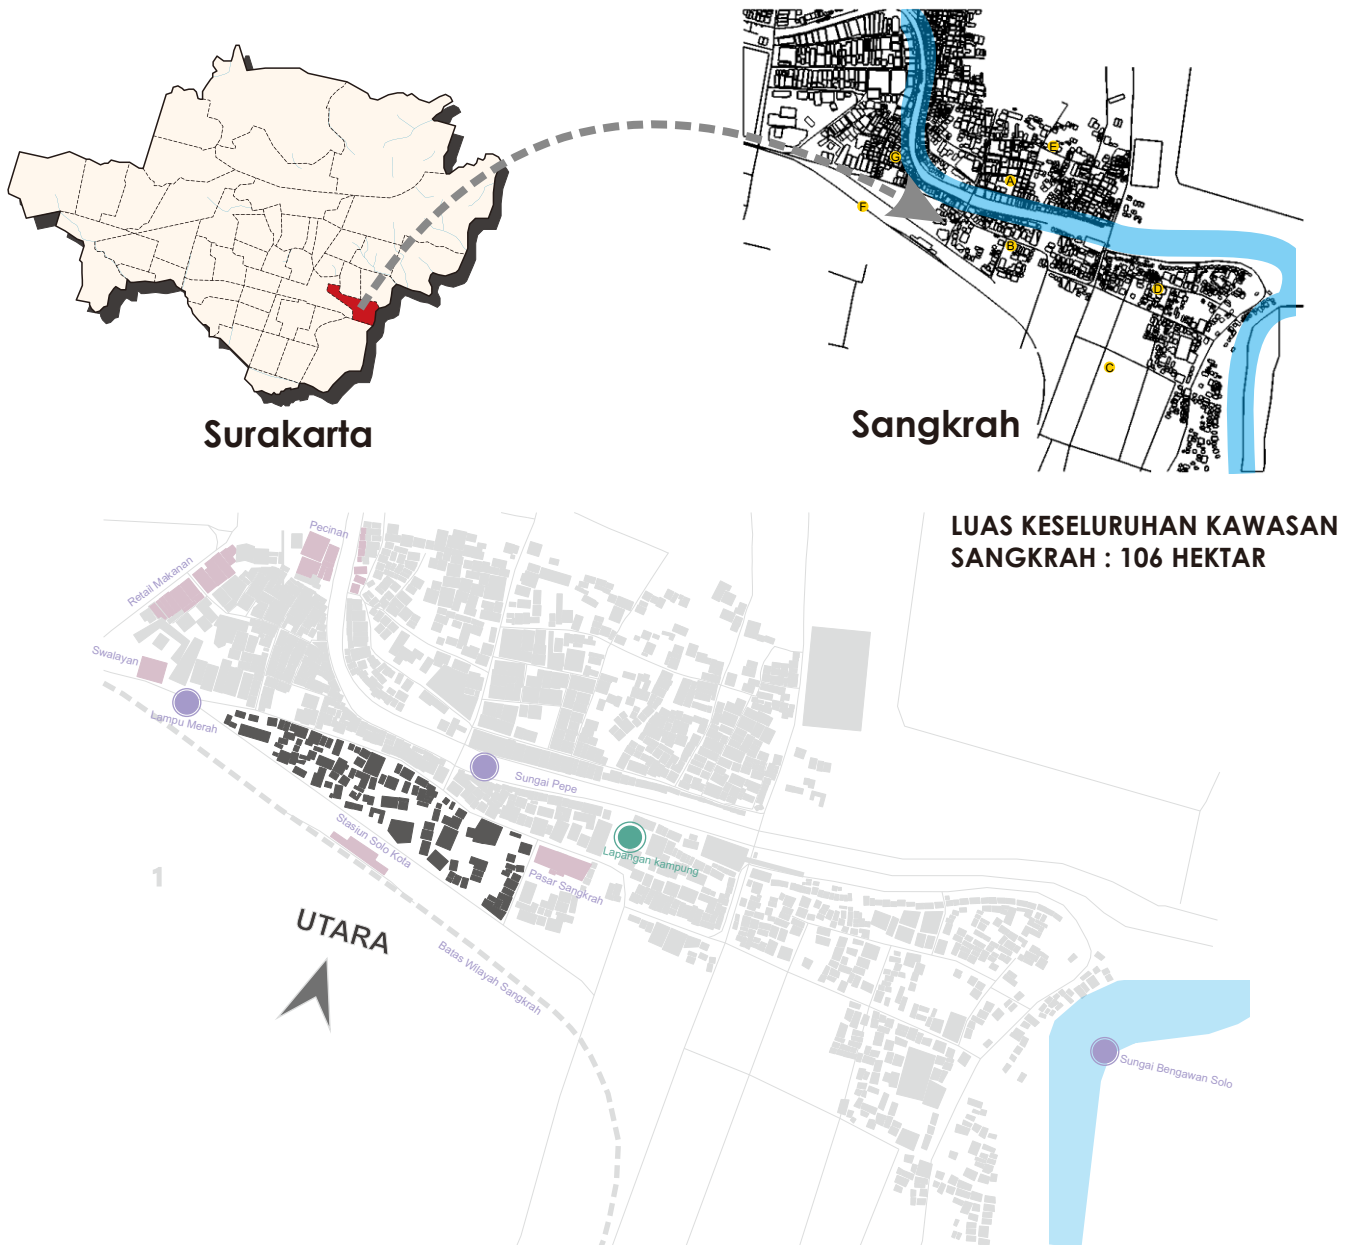 E
G
A
F
B
D
C
Surakarta
Sangkrah
LUAS KESELURUHAN KAWASAN
SANGKRAH : 106 HEKTAR
Pecinan
Retail Makanan
Swalayan
Lampu Merah
Sungai Pepe
Stasiun Solo Kota
Lapangan kampung
Pasar Sangkrah
1
UTARA
Batas Wilayah Sangkrah
Sungai Bengawan Solo